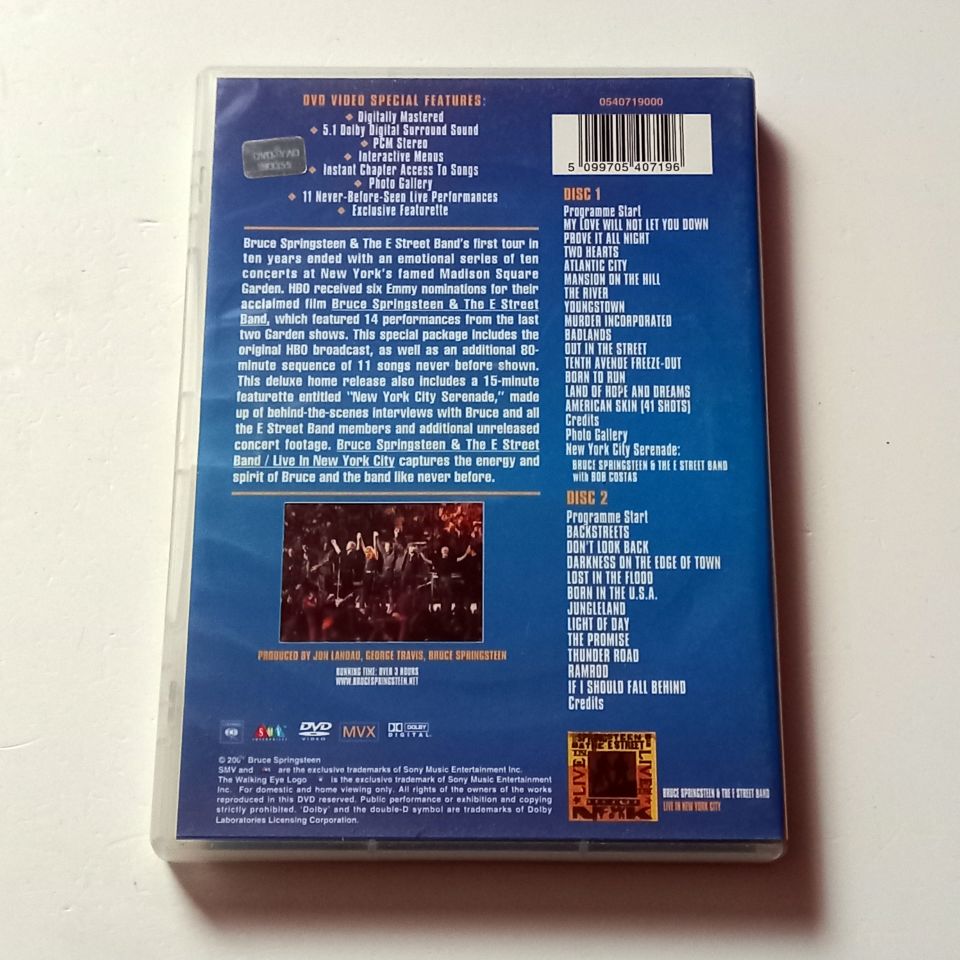 DVD VIDEO SPECIAL FEATURES:
Digitally Mastered
5.1 Dolby Digital Surround Sound
PCM Stereo
Interactive Menus
Instant Chapter Access To Songs
Photo Gallery
11 Never-Before-Seen Live Performances
Exclusive Featurette
Bruce Springsteen & The E Street Band's first tour in
ten years ended with an emotional series of ten
concerts at New York's famed Madison Square
Garden. HBO received six Emmy nominations for their
acclaimed film Bruce Springsteen & The E Street
Band, which featured 14 performances from the last
two Garden shows. This special package includes the
original HBO broadcast, as well as an additional 80-
minute sequence of 11 songs never before shown.
This deluxe home release also includes a 15-minute
featurette entitled "New York City Serenade," made
up of behind-the-scenes interviews with Bruce and all
the E Street Band members and additional unreleased
concert footage. Bruce Springsteen & The E Street
Band / Live In New York City captures the energy and
spirit of Bruce and the band like never before.
PRODUCED BY JON LANDAU, GEORGE TRAVIS, BRUCE SPRINGSTEEN
RUNNING TIME: OVER 3 HOURS
WWW.BRUCESPRINGSTEEN.NET
SMV
DVD
VIDEO
MVX
DOLBY
DIGITAL
© Bruce Springsteen
SMV and are the exclusive trademarks of Sony Music Entertainment Inc.
The Walking Eye Logo is the exclusive trademark of Sony Music Entertainment
Inc. For domestic and home viewing only. All rights of the owners of the works
reproduced in this DVD reserved. Public performance or exhibition and copying
strictly prohibited. 'Dolby' and the double-D symbol are trademarks of Dolby
Laboratories Licensing Corporation.
0540719000
5 099705 407196
DISC 1
Programme Start
MY LOVE WILL NOT LET YOU DOWN
PROVE IT ALL NIGHT
TWO HEARTS
ATLANTIC CITY
MANSION ON THE HILL
THE RIVER
YOUNGSTOWN
MURDER INCORPORATED
BADLANDS
OUT IN THE STREET
TENTH AVENUE FREEZE-OUT
BORN TO RUN
LAND OF HOPE AND DREAMS
AMERICAN SKIN (41 SHOTS)
Credits
Photo Gallery
New York City Serenade:
BRUCE SPRINGSTEEN & THE E STREET BAND
with BOB COSTAS
DISC 2
Programme Start
BACKSTREETS
DON'T LOOK BACK
DARKNESS ON THE EDGE OF TOWN
LOST IN THE FLOOD
BORN IN THE U.S.A.
JUNGLELAND
LIGHT OF DAY
THE PROMISE
THUNDER ROAD
RAMROD
IF I SHOULD FALL BEHIND
Credits
BRUCE SPRINGSTEEN & THE E STREET BAND
LIVE IN NEW YORK CITY